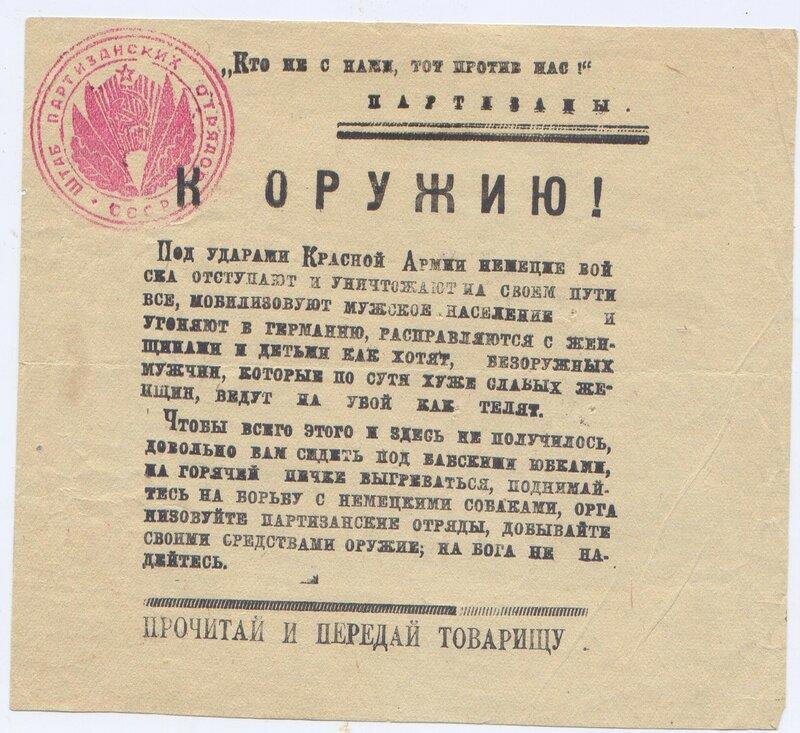 ШТАБ ПАРТИЗАНСКИХ ОТРЯДОВ
СССР
„Кто не с нами, тот против нас!“
ПАРТИЗАНЫ.
К ОРУЖИЮ!
Под ударами Красной Армии немецие вой
ска отступают и уничтожают на своем пути
все, мобилизовуют мужское население и
угоняют в германию, расправляются с жен-
щинами и детьми как хотят, безоружных
мужчин, которые по сутя хуже слабых же-
нщин, ведут на убой как телят.
Чтобы всего этого и здесь не получилось,
довольно вам сидеть под бабскими юбками,
на горячей печке выгреваться, поднимай-
тесь на борьбу с немецкими собаками, орга
низовуйте партизанские отряды, добывайте
своими средствами оружие; на бога не на-
дейтесь.
ПРОЧИТАЙ И ПЕРЕДАЙ ТОВАРИЩУ.